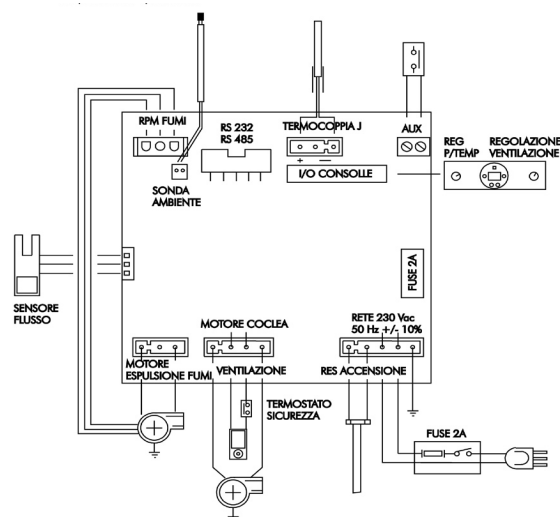 RPM FUMI
RS 232
RS 485
TERMOCOPPIA J
AUX
REG
P/TEMP
REGOLAZIONE
VENTILAZIONE
+ −
I/O CONSOLLE
SONDA
AMBIENTE
SENSORE
FLUSSO
FUSE 2A
MOTORE COCLEA
RETE 230 Vac
50 Hz +/- 10%
MOTORE
ESPULSIONE FUMI
VENTILAZIONE
RES ACCENSIONE
TERMOSTATO
SICUREZZA
FUSE 2A